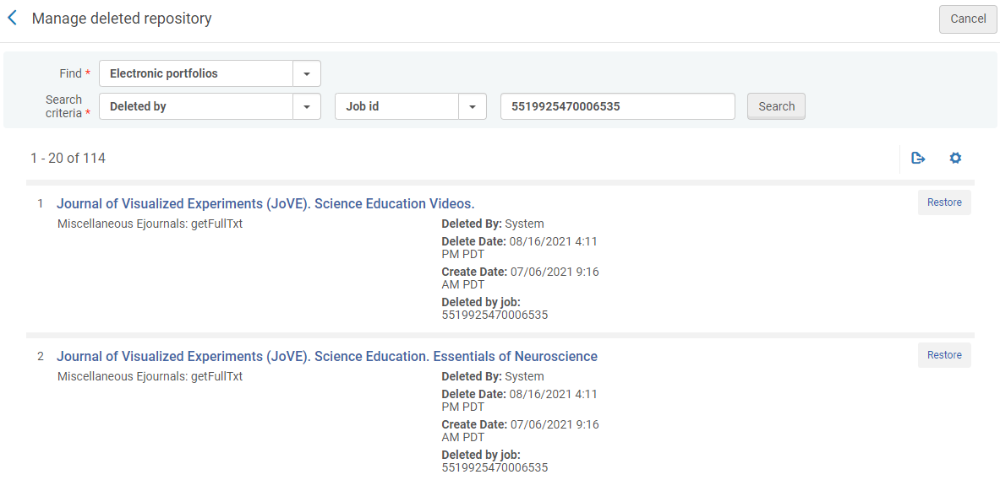 Manage deleted repository
Cancel
Find * Electronic portfolios
Search criteria * Deleted by Job id 5519925470006535 Search
1 - 20 of 114
1 Journal of Visualized Experiments (JoVE). Science Education Videos. Restore
Miscellaneous Ejournals: getFullTxt
Deleted By: System
Delete Date: 08/16/2021 4:11
PM PDT
Create Date: 07/06/2021 9:16
AM PDT
Deleted by job:
5519925470006535
2 Journal of Visualized Experiments (JoVE). Science Education. Essentials of Neuroscience Restore
Miscellaneous Ejournals: getFullTxt
Deleted By: System
Delete Date: 08/16/2021 4:11
PM PDT
Create Date: 07/06/2021 9:16
AM PDT
Deleted by job:
5519925470006535